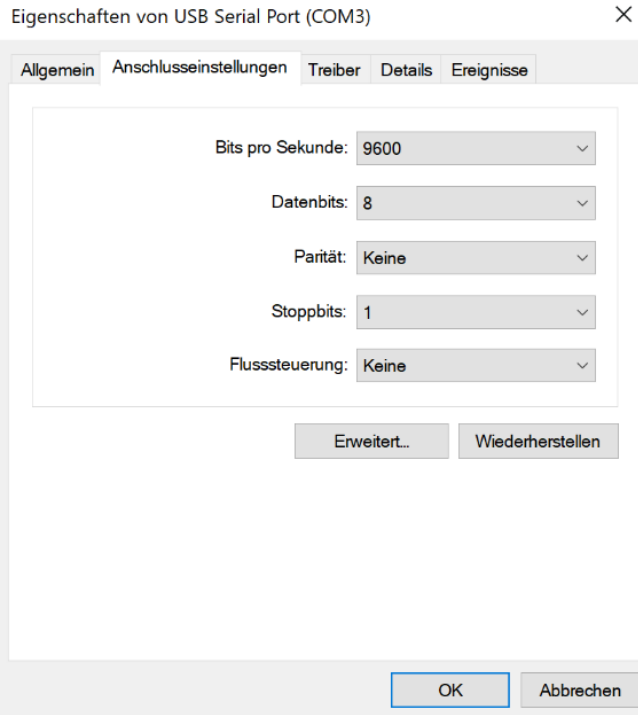 Eigenschaften von USB Serial Port (COM3)
Allgemein Anschlusseinstellungen Treiber Details Ereignisse
Bits pro Sekunde: 9600
Datenbits: 8
Parität: Keine
Stoppbits: 1
Flusssteuerung: Keine
Erweitert... Wiederherstellen
OK Abbrechen